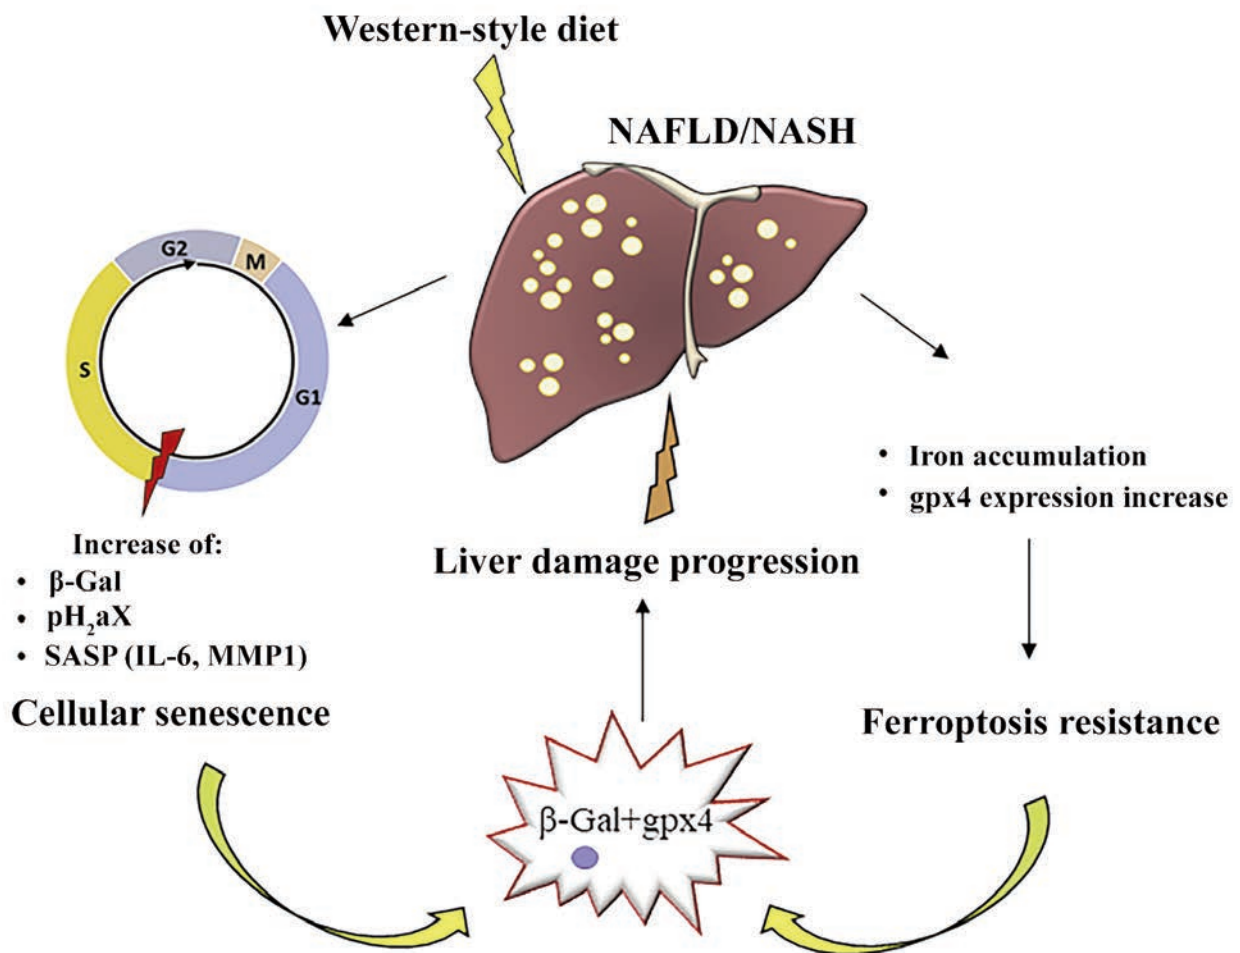 Western-style diet
NAFLD/NASH
G2
M
S
G1
• Iron accumulation
• gpx4 expression increase
Increase of:
• β-Gal
• pH₂aX
• SASP (IL-6, MMP1)
Liver damage progression
Cellular senescence
Ferroptosis resistance
β-Gal+gpx4